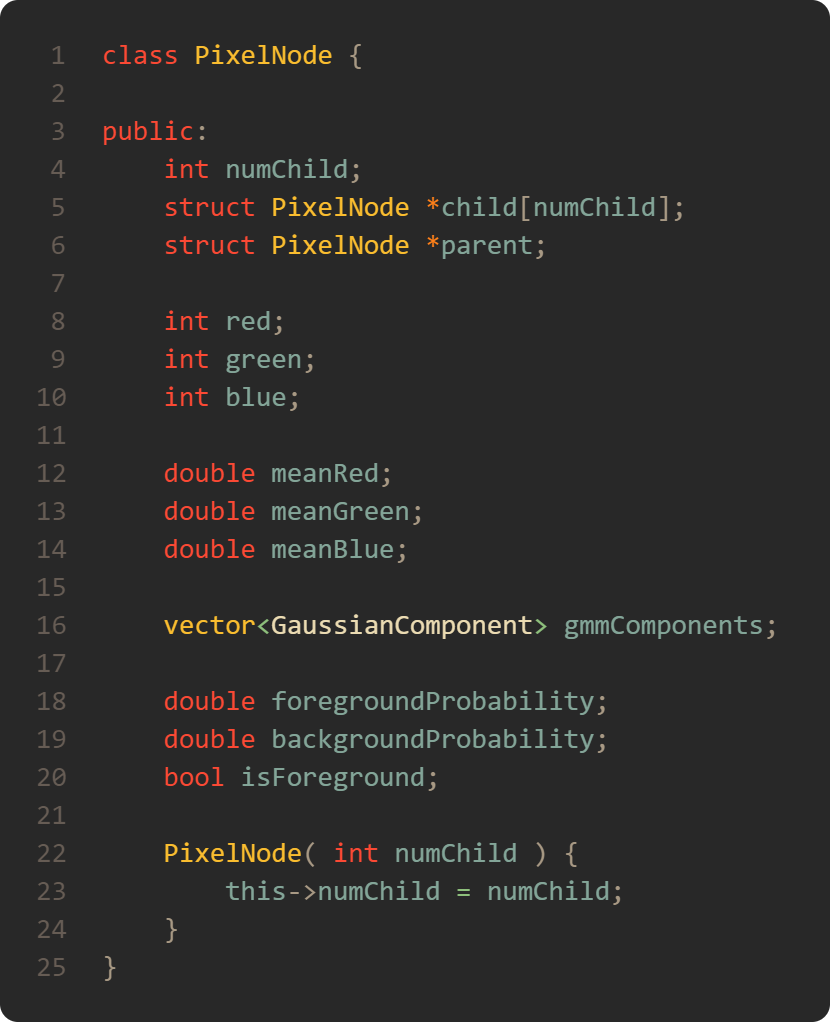 1 class PixelNode {
2
3 public:
4     int numChild;
5     struct PixelNode *child[numChild];
6     struct PixelNode *parent;
7
8     int red;
9     int green;
10     int blue;
11
12     double meanRed;
13     double meanGreen;
14     double meanBlue;
15
16     vector<GaussianComponent> gmmComponents;
17
18     double foregroundProbability;
19     double backgroundProbability;
20     bool isForeground;
21
22     PixelNode( int numChild ) {
23         this->numChild = numChild;
24     }
25 }